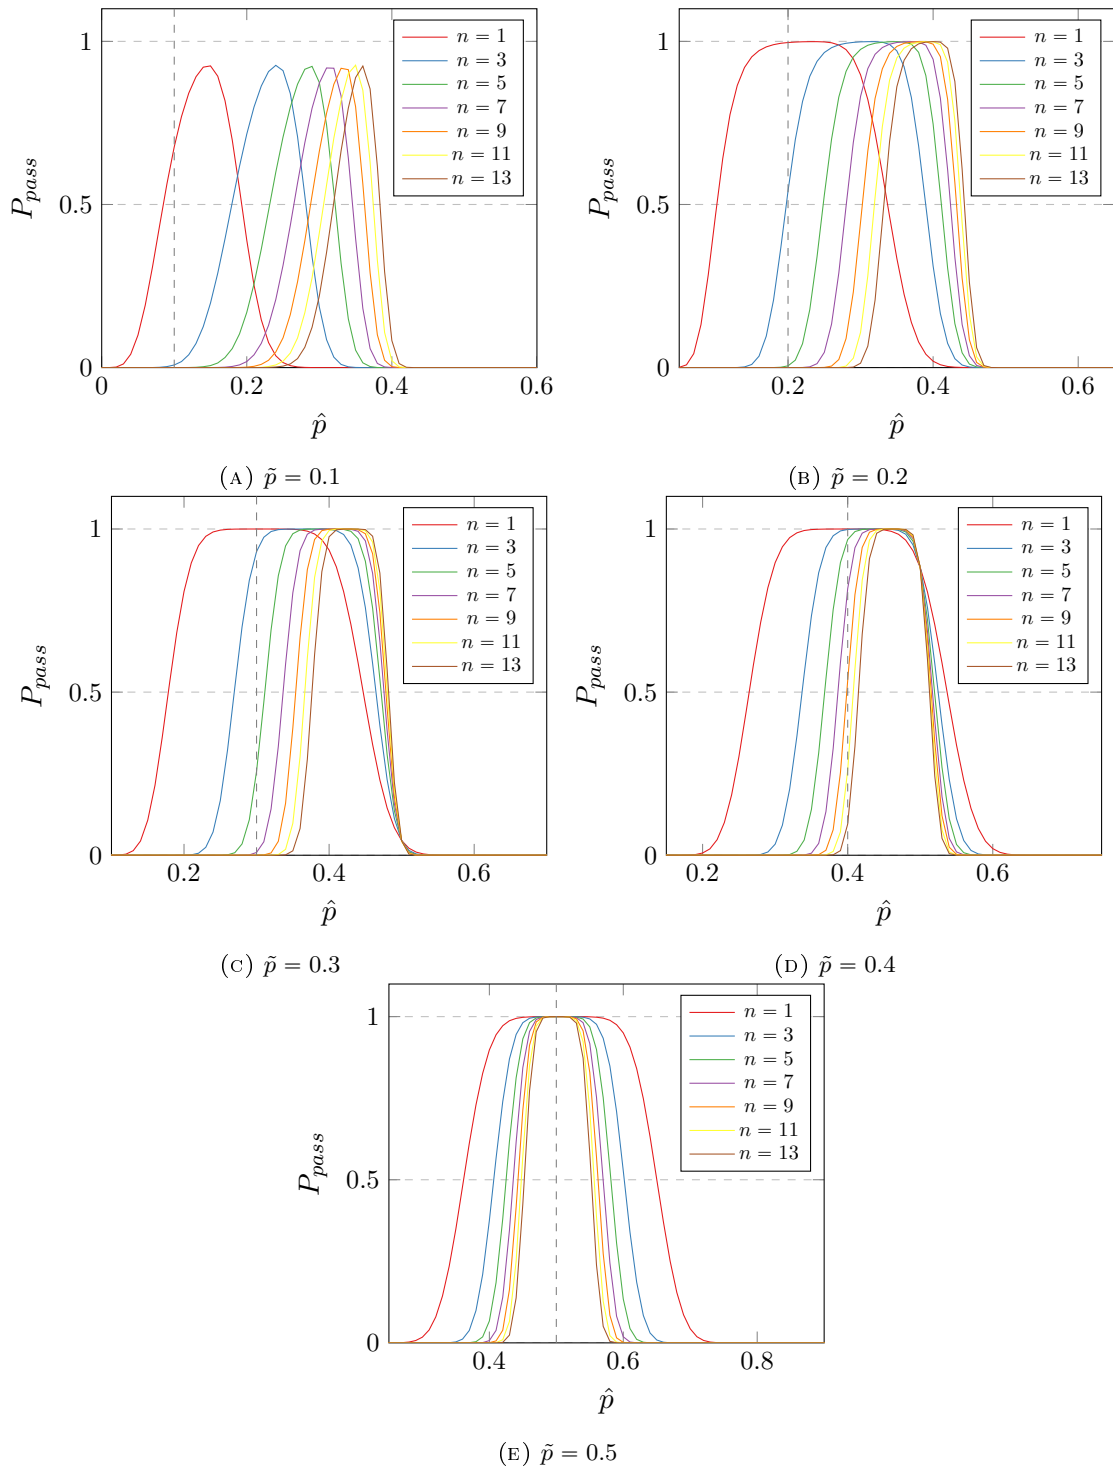 1
0.5
0
P_pass
0
0.2
0.4
0.6
p̂
n = 1
n = 3
n = 5
n = 7
n = 9
n = 11
n = 13
(A) p̃ = 0.1
1
0.5
0
P_pass
0.2
0.4
0.6
p̂
n = 1
n = 3
n = 5
n = 7
n = 9
n = 11
n = 13
(B) p̃ = 0.2
1
0.5
0
P_pass
0.2
0.4
0.6
p̂
n = 1
n = 3
n = 5
n = 7
n = 9
n = 11
n = 13
(C) p̃ = 0.3
1
0.5
0
P_pass
0.2
0.4
0.6
p̂
n = 1
n = 3
n = 5
n = 7
n = 9
n = 11
n = 13
(D) p̃ = 0.4
1
0.5
0
P_pass
0.4
0.6
0.8
p̂
n = 1
n = 3
n = 5
n = 7
n = 9
n = 11
n = 13
(E) p̃ = 0.5